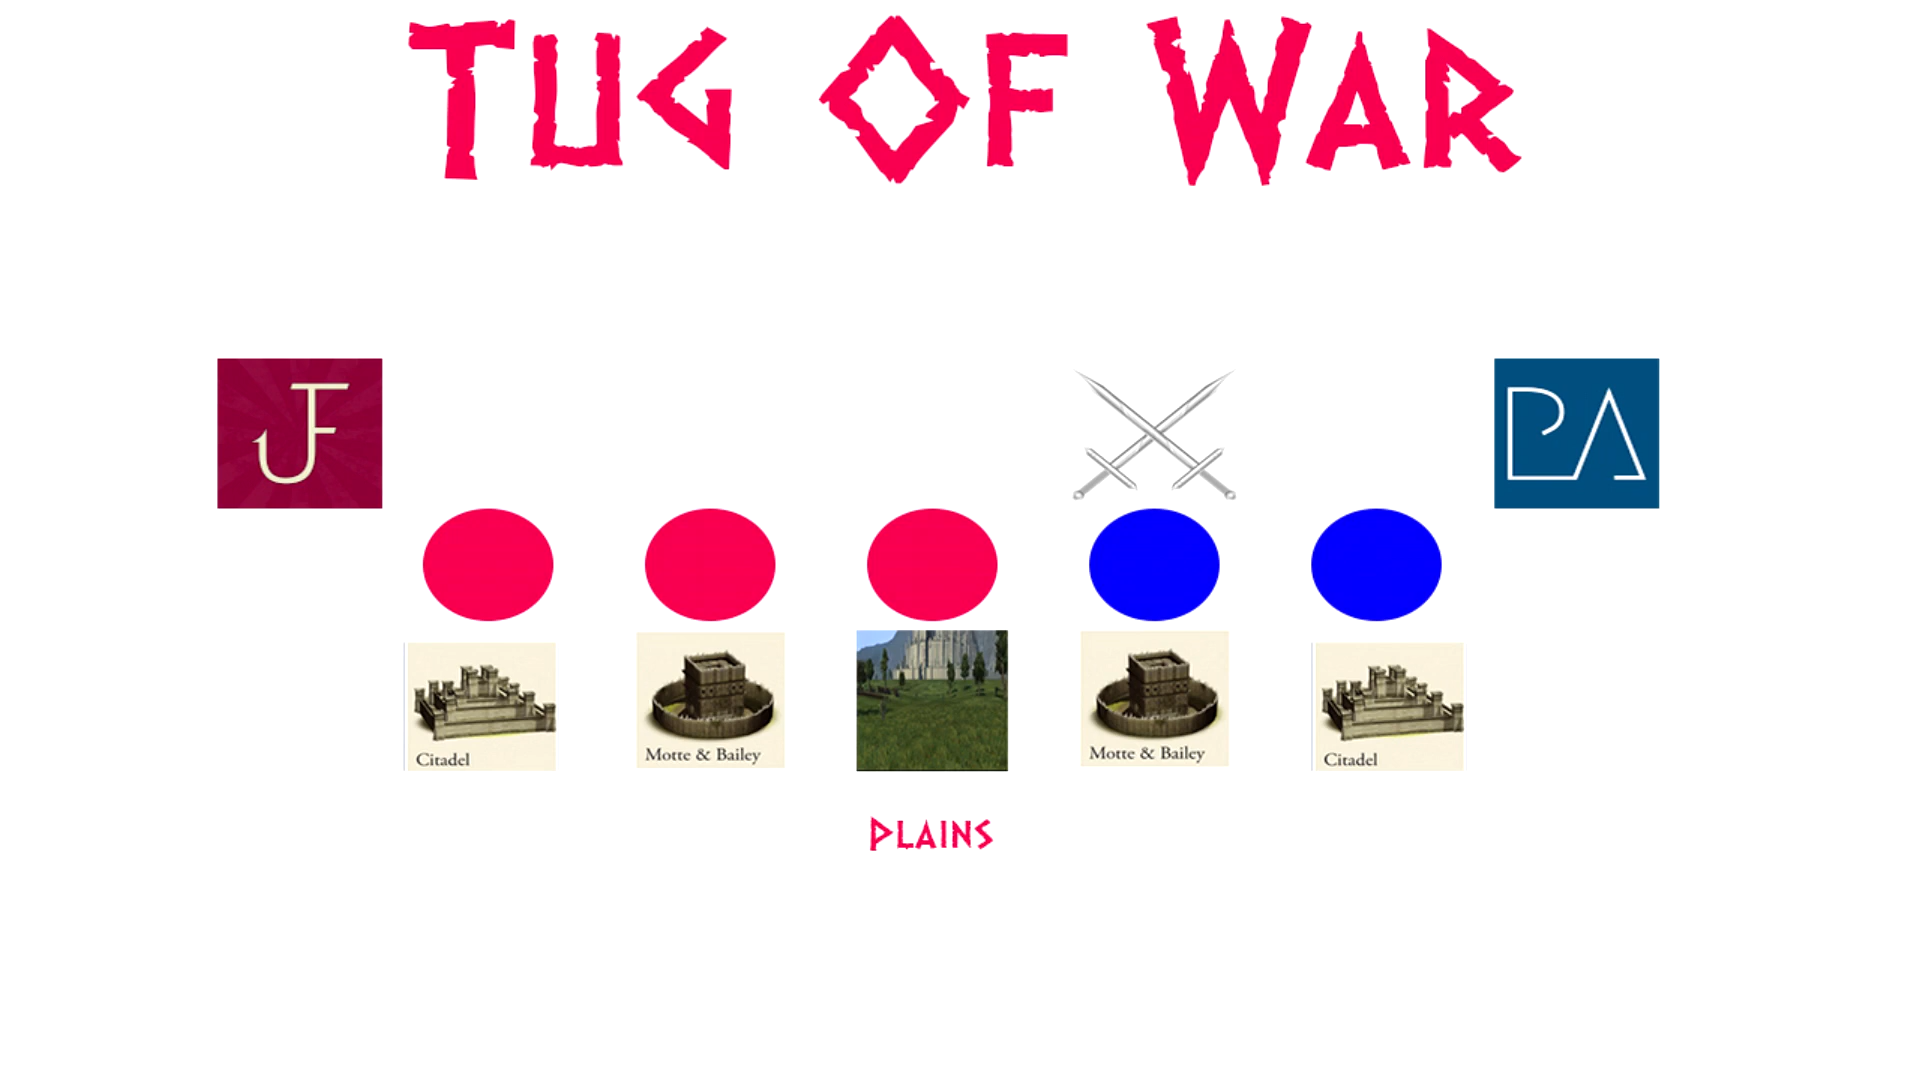 Tug Of War
JF
PA
Citadel
Motte & Bailey
Motte & Bailey
Citadel
Plains